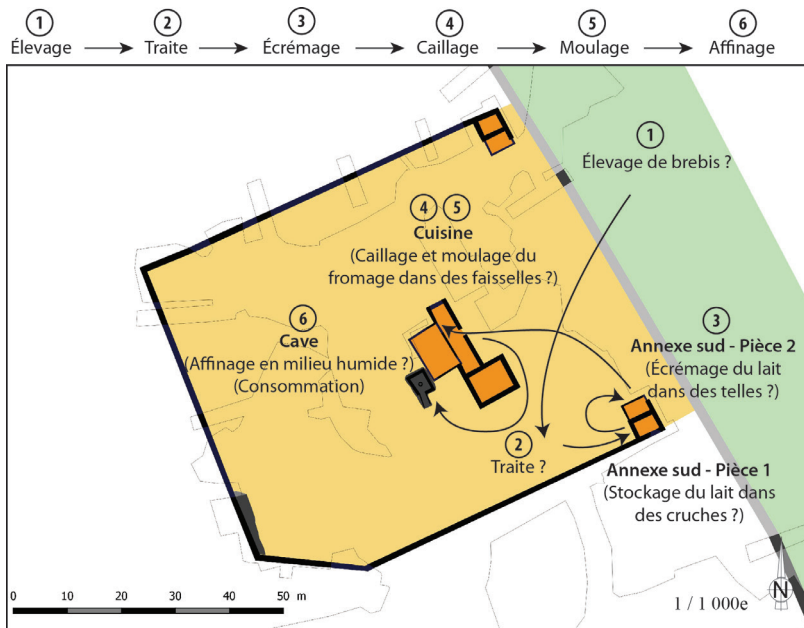 1 2 3 4 5 6
Élevage Traite Écrémage Caillage Moulage Affinage
1
Élevage de brebis ?
4 5
Cuisine
(Caillage et moulage du
fromage dans des faisselles ?)
6
Cave
(Affinage en milieu humide ?)
(Consommation)
3
Annexe sud - Pièce 2
(Écrémage du lait
dans des telles ?)
2
Traite ?
Annexe sud - Pièce 1
(Stockage du lait dans
des cruches ?)
0 10 20 30 40 50 m
1 / 1 000e
N